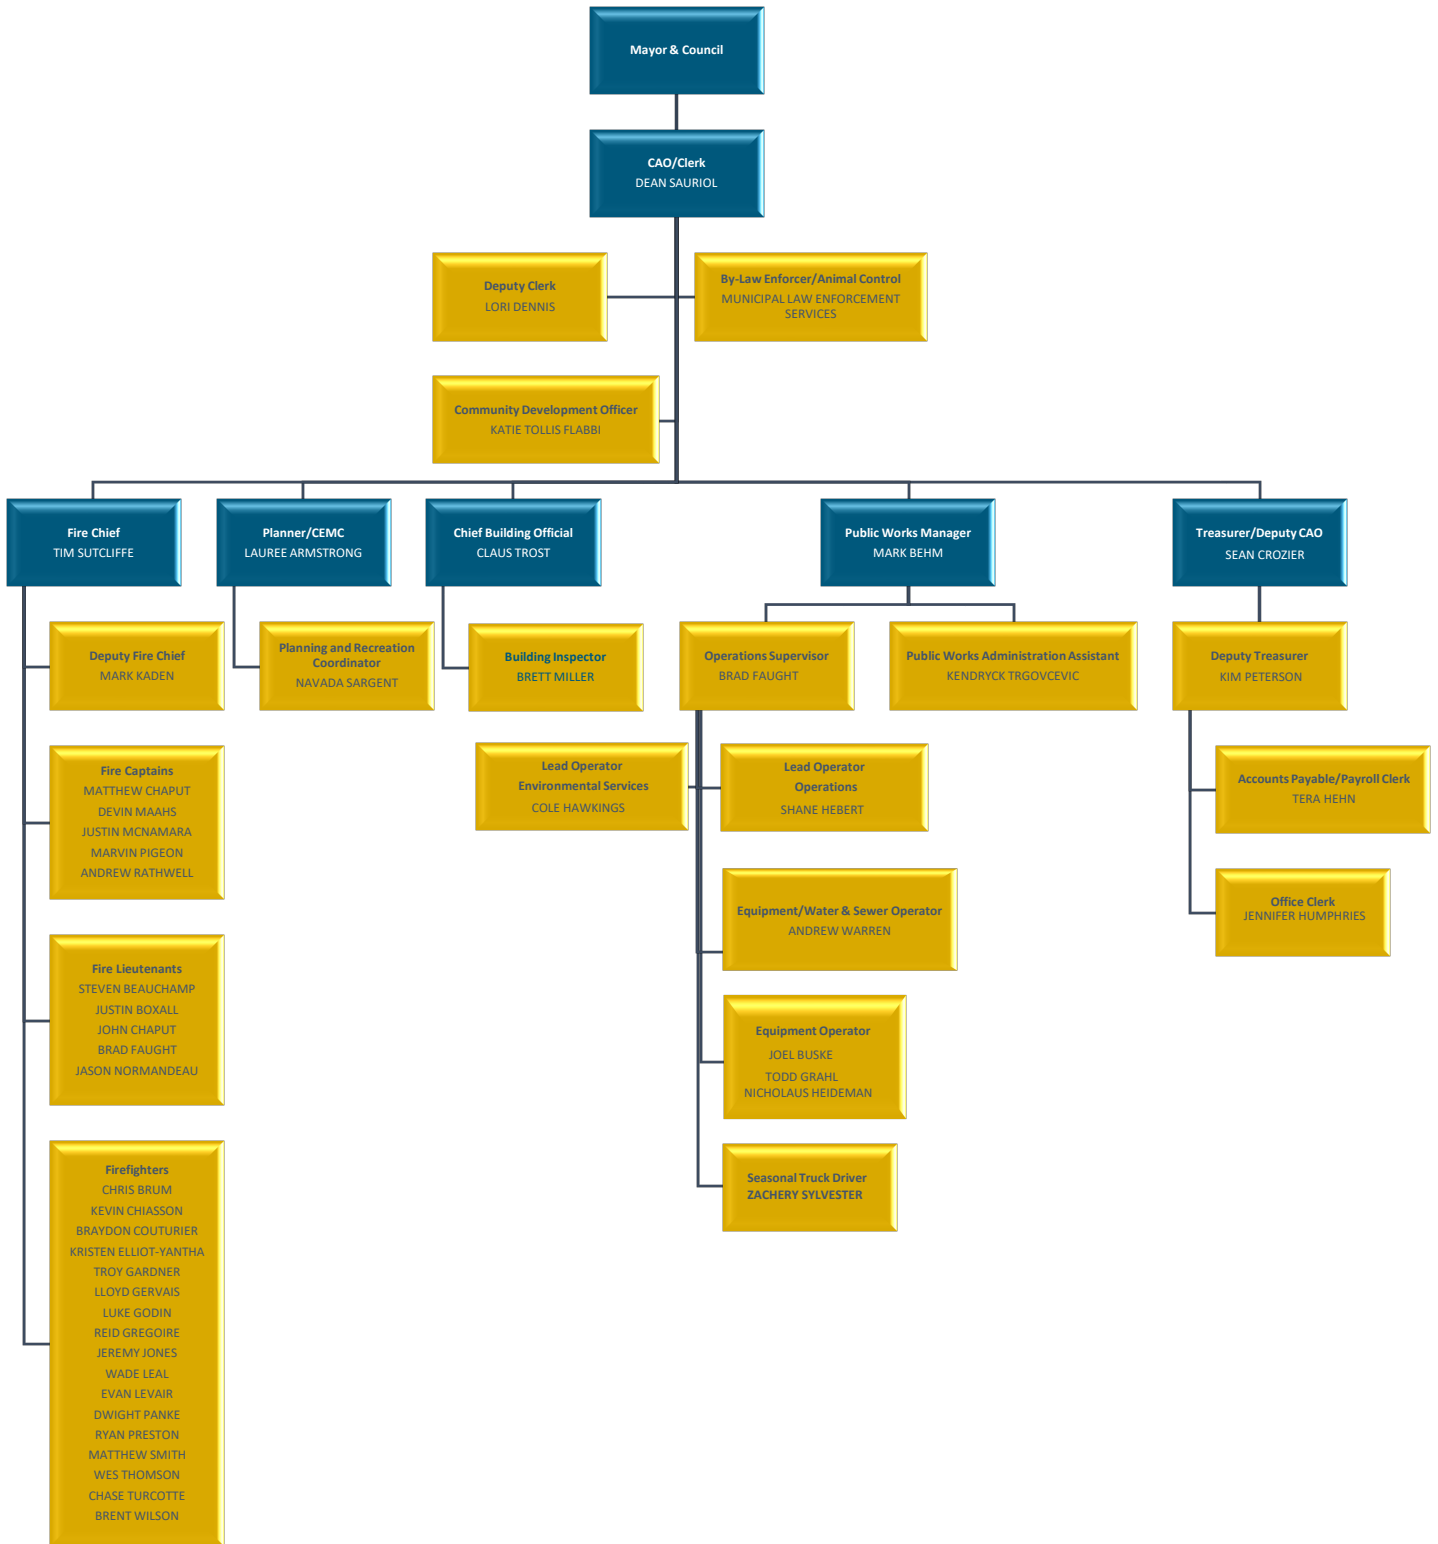 Mayor & Council
CAO/Clerk
DEAN SAURIOL
Deputy Clerk
LORI DENNIS
By-Law Enforcer/Animal Control
MUNICIPAL LAW ENFORCEMENT
SERVICES
Community Development Officer
KATIE TOLLIS FLABBI
Fire Chief
TIM SUTCLIFFE
Planner/CEMC
LAUREE ARMSTRONG
Chief Building Official
CLAUS TROST
Public Works Manager
MARK BEHM
Treasurer/Deputy CAO
SEAN CROZIER
Deputy Fire Chief
MARK KADEN
Planning and Recreation
Coordinator
NAVADA SARGENT
Building Inspector
BRETT MILLER
Operations Supervisor
BRAD FAUGHT
Public Works Administration Assistant
KENDRYCK TRGOVCEVIC
Deputy Treasurer
KIM PETERSON
Fire Captains
MATTHEW CHAPUT
DEVIN MAAHS
JUSTIN MCNAMARA
MARVIN PIGEON
ANDREW RATHWELL
Lead Operator
Environmental Services
COLE HAWKINGS
Lead Operator
Operations
SHANE HEBERT
Accounts Payable/Payroll Clerk
TERA HEHN
Equipment/Water & Sewer Operator
ANDREW WARREN
Office Clerk
JENNIFER HUMPHRIES
Fire Lieutenants
STEVEN BEAUCHAMP
JUSTIN BOXALL
JOHN CHAPUT
BRAD FAUGHT
JASON NORMANDEAU
Equipment Operator
JOEL BUSKE
TODD GRAHL
NICHOLAUS HEIDEMAN
Seasonal Truck Driver
ZACHERY SYLVESTER
Firefighters
CHRIS BRUM
KEVIN CHIASSON
BRAYDON COUTURIER
KRISTEN ELLIOT-YANTHA
TROY GARDNER
LLOYD GERVAIS
LUKE GODIN
REID GREGOIRE
JEREMY JONES
WADE LEAL
EVAN LEVAIR
DWIGHT PANKE
RYAN PRESTON
MATTHEW SMITH
WES THOMSON
CHASE TURCOTTE
BRENT WILSON